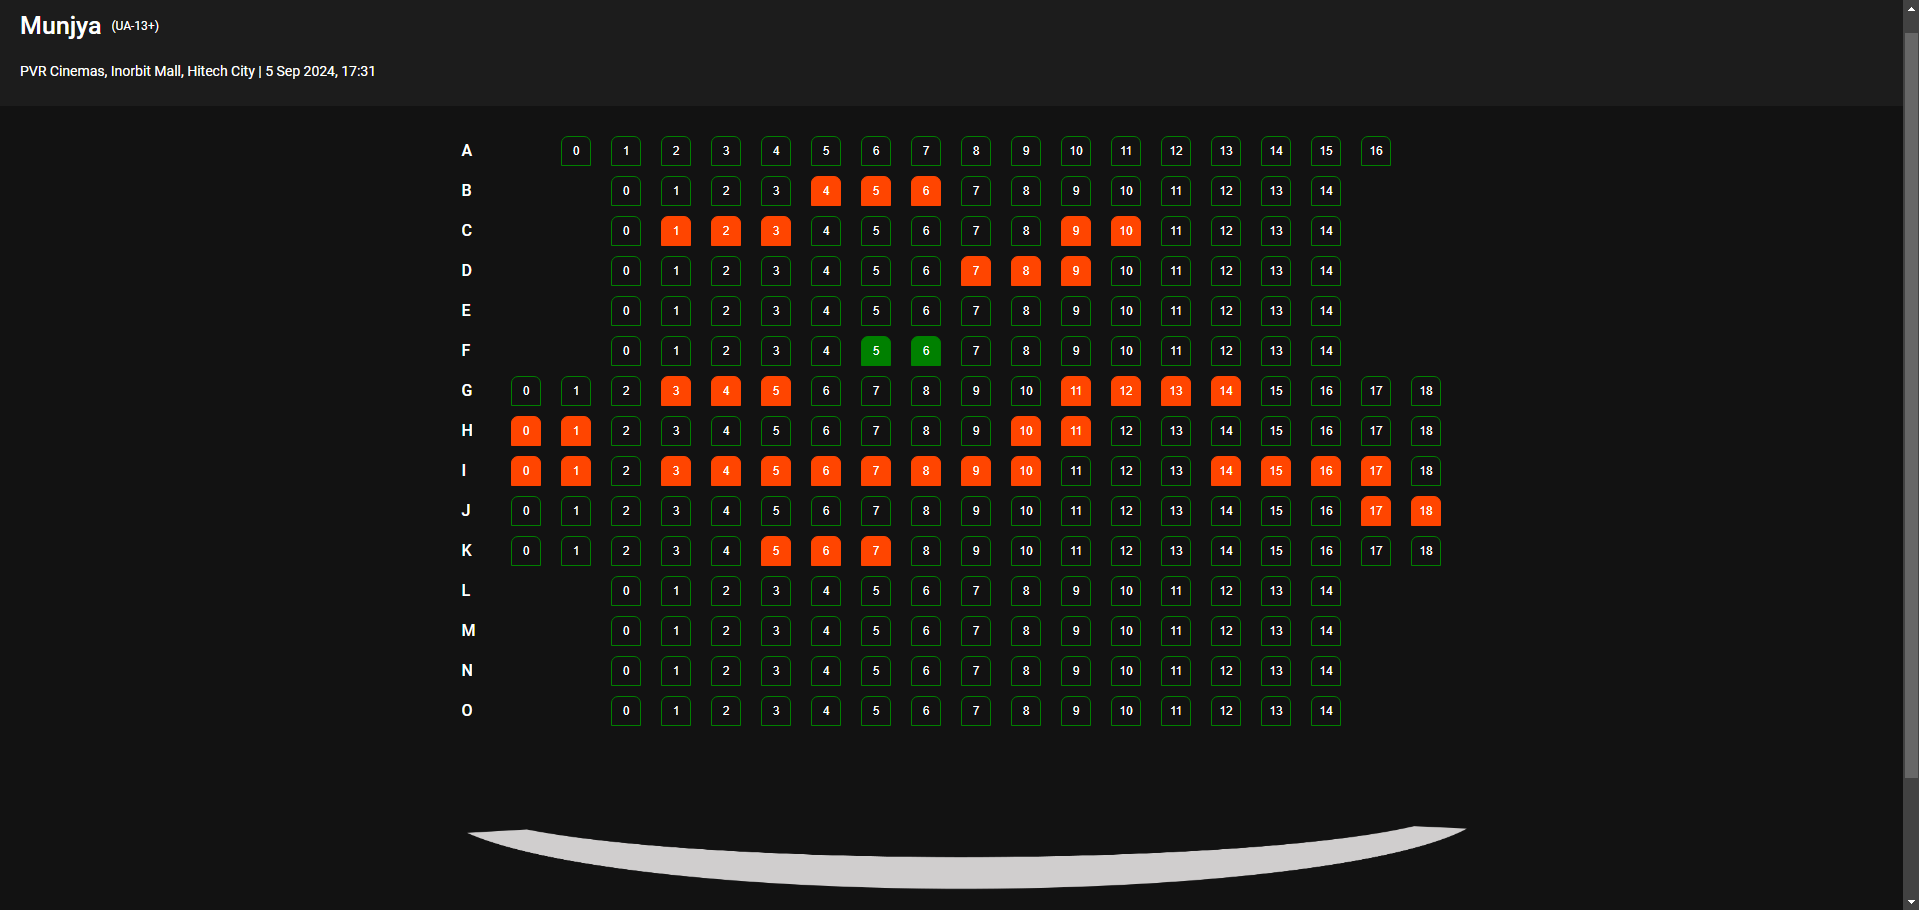 Munjya (UA-13+)
PVR Cinemas, Inorbit Mall, Hitech City | 5 Sep 2024, 17:31
A 0 1 2 3 4 5 6 7 8 9 10 11 12 13 14 15 16
B 0 1 2 3 4 5 6 7 8 9 10 11 12 13 14
C 0 1 2 3 4 5 6 7 8 9 10 11 12 13 14
D 0 1 2 3 4 5 6 7 8 9 10 11 12 13 14
E 0 1 2 3 4 5 6 7 8 9 10 11 12 13 14
F 0 1 2 3 4 5 6 7 8 9 10 11 12 13 14
G 0 1 2 3 4 5 6 7 8 9 10 11 12 13 14 15 16 17 18
H 0 1 2 3 4 5 6 7 8 9 10 11 12 13 14 15 16 17 18
I 0 1 2 3 4 5 6 7 8 9 10 11 12 13 14 15 16 17 18
J 0 1 2 3 4 5 6 7 8 9 10 11 12 13 14 15 16 17 18
K 0 1 2 3 4 5 6 7 8 9 10 11 12 13 14 15 16 17 18
L 0 1 2 3 4 5 6 7 8 9 10 11 12 13 14
M 0 1 2 3 4 5 6 7 8 9 10 11 12 13 14
N 0 1 2 3 4 5 6 7 8 9 10 11 12 13 14
O 0 1 2 3 4 5 6 7 8 9 10 11 12 13 14